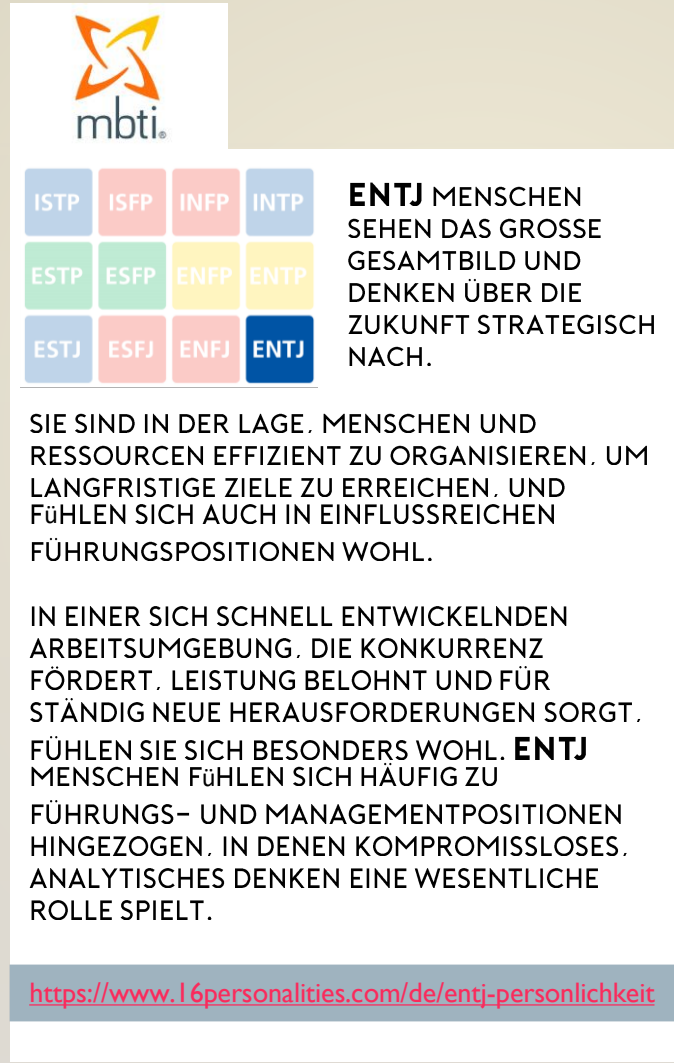 mbti®
ISTP ISFP INFP INTP
ESTP ESFP ENFP ENTP
ESTJ ESFJ ENFJ ENTJ
ENTJ MENSCHEN
SEHEN DAS GROSSE
GESAMTBILD UND
DENKEN ÜBER DIE
ZUKUNFT STRATEGISCH
NACH.
SIE SIND IN DER LAGE, MENSCHEN UND
RESSOURCEN EFFIZIENT ZU ORGANISIEREN, UM
LANGFRISTIGE ZIELE ZU ERREICHEN, UND
FüHLEN SICH AUCH IN EINFLUSSREICHEN
FÜHRUNGSPOSITIONEN WOHL.
IN EINER SICH SCHNELL ENTWICKELNDEN
ARBEITSUMGEBUNG, DIE KONKURRENZ
FÖRDERT, LEISTUNG BELOHNT UND FÜR
STÄNDIG NEUE HERAUSFORDERUNGEN SORGT,
FÜHLEN SIE SICH BESONDERS WOHL. ENTJ
MENSCHEN FüHLEN SICH HÄUFIG ZU
FÜHRUNGS- UND MANAGEMENTPOSITIONEN
HINGEZOGEN, IN DENEN KOMPROMISSLOSES,
ANALYTISCHES DENKEN EINE WESENTLICHE
ROLLE SPIELT.
https://www.16personalities.com/de/entj-personlichkeit